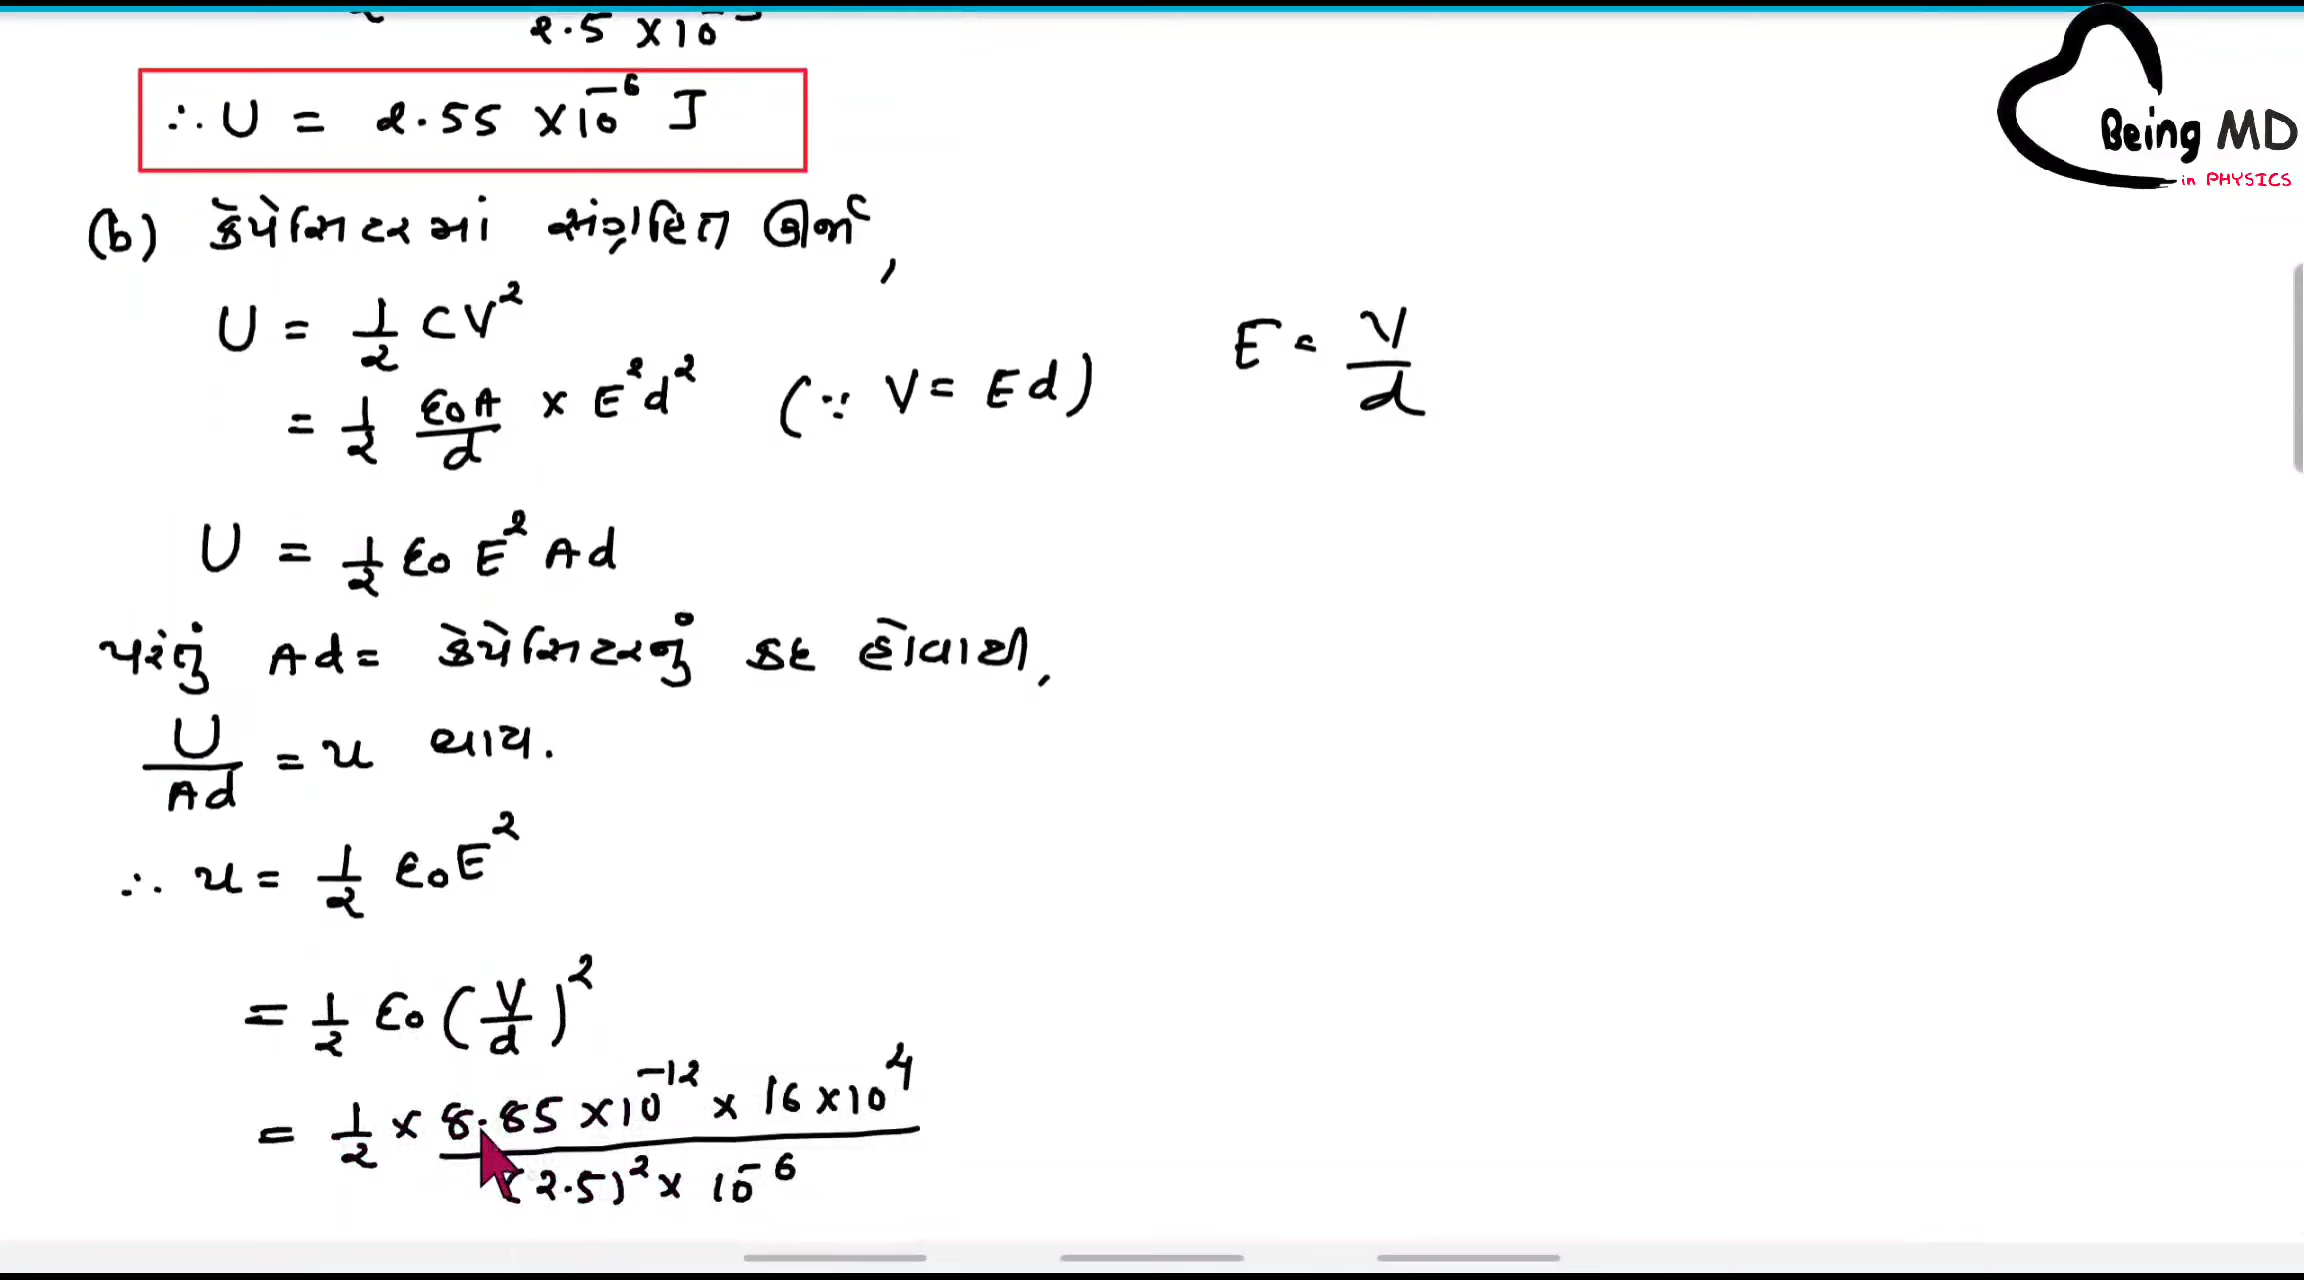 2.5 ×10⁻³
∴ U = 2.55 ×10⁻⁶ J
Being MD
in PHYSICS
(b) કેપેસિટરમાં સંગ્રાહિત ઊર્જા,
U = 1/2 CV²
= 1/2 ε0A/d × E²d² (∵ V = Ed)
E = V/d
U = 1/2 ε0 E² Ad
પરંતુ Ad = કેપેસિટરનું કદ હોવાથી,
U/Ad = u થાય.
∴ u = 1/2 ε0E²
= 1/2 ε0 (V/d)²
= 1/2 × 8.85 ×10⁻¹² × 16 ×10⁴ / (2.5)² × 10⁻⁶